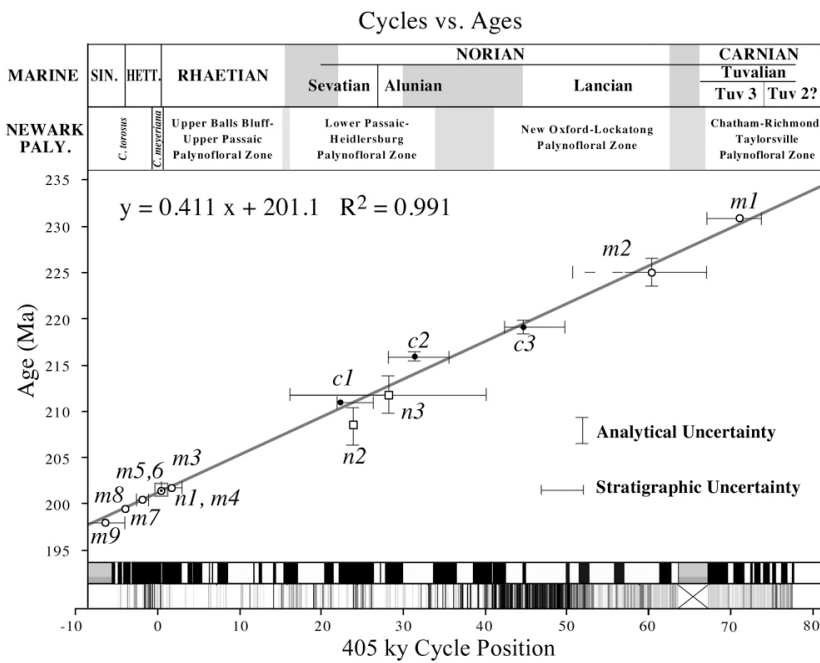 Cycles vs. Ages
MARINE SIN. HETT. RHAETIAN NORIAN CARNIAN
Sevatian Alunian Lancian Tuvalian
Tuv 3 Tuv 2?
NEWARK PALY.
C. torosus
C. meyeriana
Upper Balls Bluff-
Upper Passaic
Palynofloral Zone
Lower Passaic-
Heidlersburg
Palynofloral Zone
New Oxford-Lockatong
Palynofloral Zone
Chatham-Richmond
Taylorsville
Palynofloral Zone
y = 0.411 x + 201.1 R2 = 0.991
Age (Ma)
235
230
225
220
215
210
205
200
195
m1
m2
c3
c2
c1
n3
n2
m3
m5,6
n1, m4
m8
m7
m9
Analytical Uncertainty
Stratigraphic Uncertainty
-10 0 10 20 30 40 50 60 70 80
405 ky Cycle Position